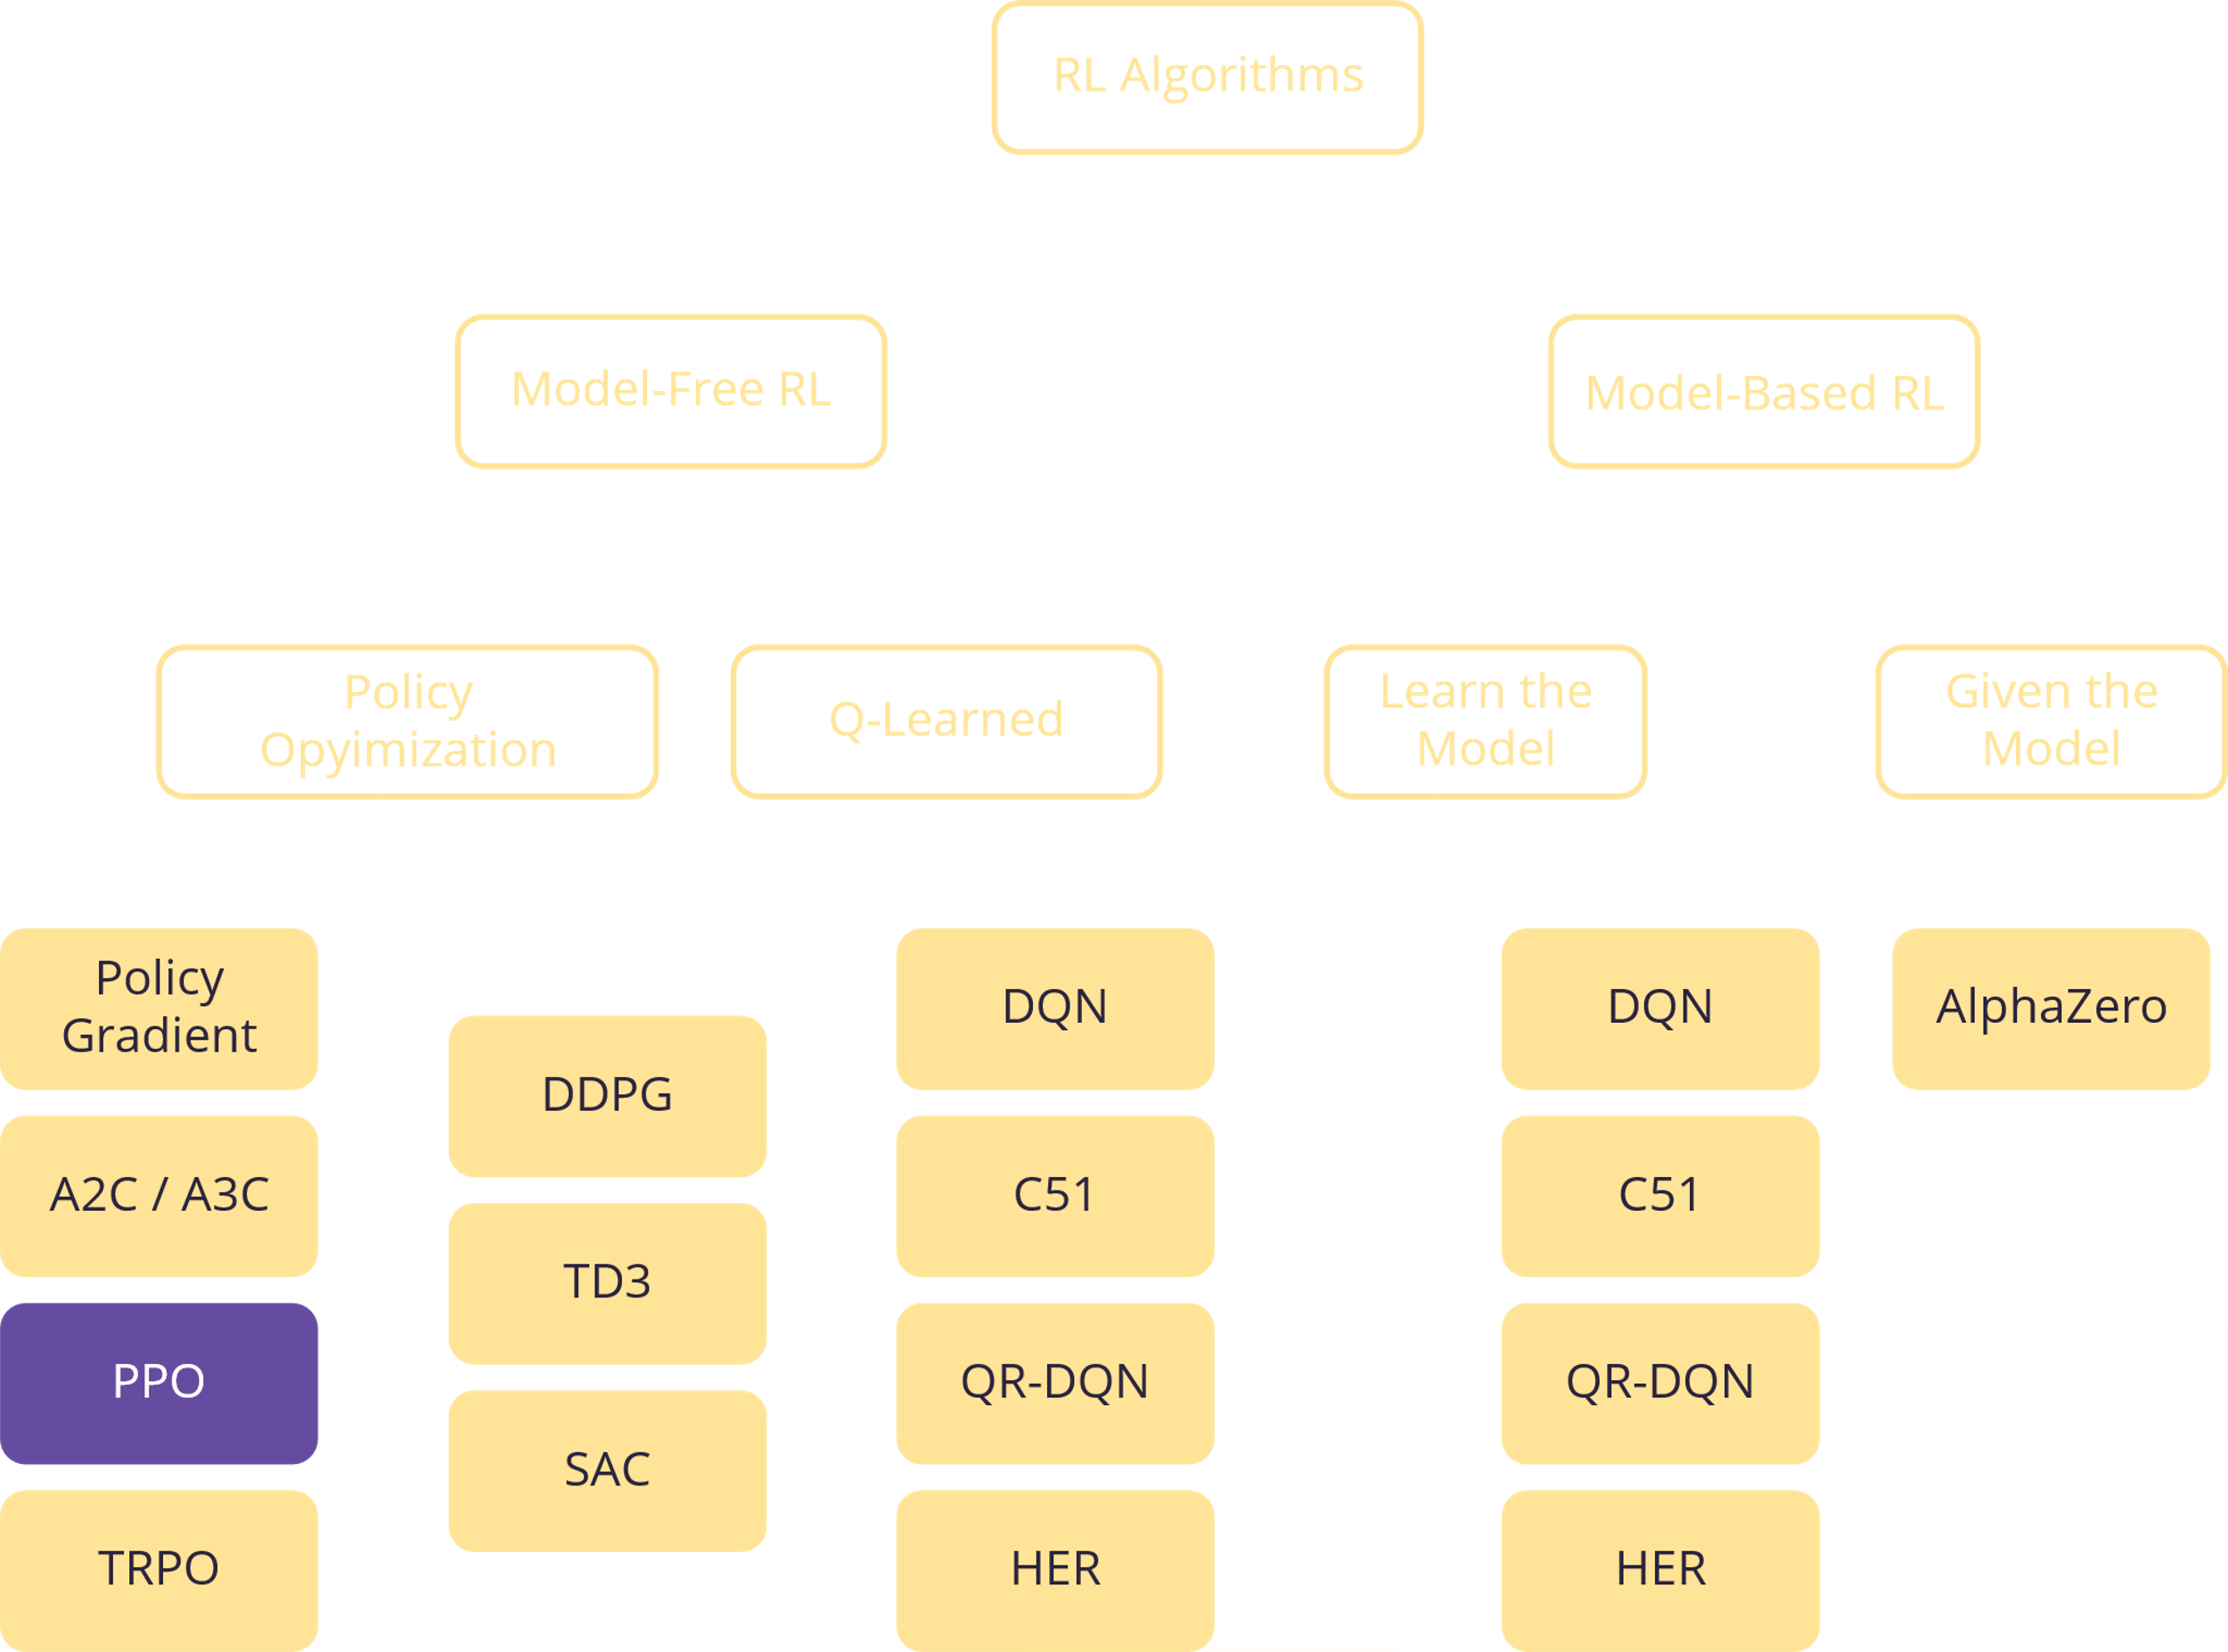 RL Algorithms
Model-Free RL
Model-Based RL
Policy
Opyimization
Q-Learned
Learn the
Model
Given the
Model
Policy
Gradient
DQN
DQN
AlphaZero
DDPG
A2C / A3C
C51
C51
TD3
PPO
QR-DQN
QR-DQN
SAC
TRPO
HER
HER